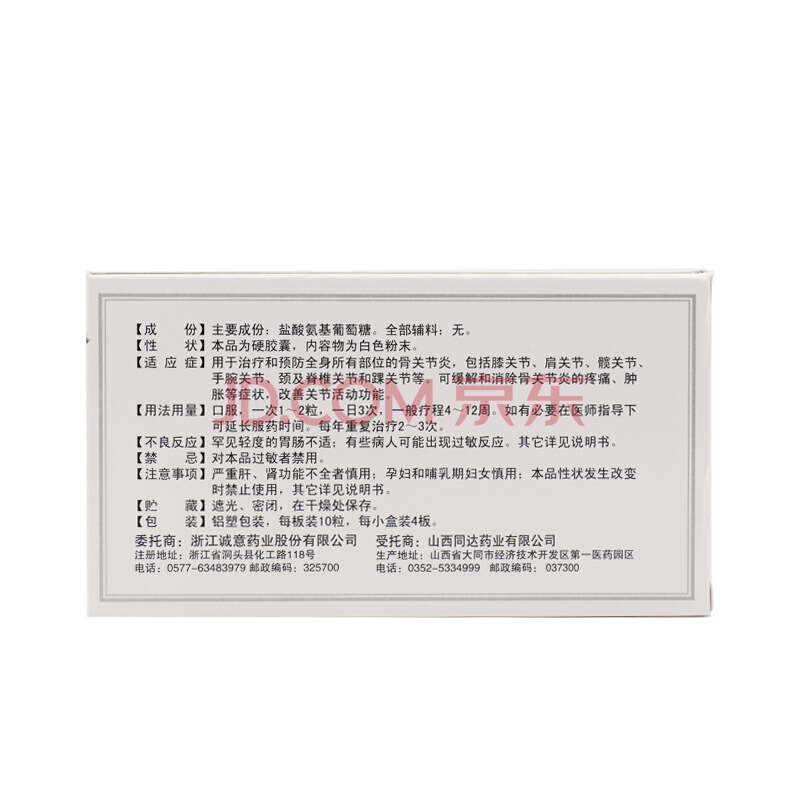 【成　份】主要成份：盐酸氨基葡萄糖。全部辅料：无。
【性　状】本品为硬胶囊，内容物为白色粉末。
【适 应 症】用于治疗和预防全身所有部位的骨关节炎，包括膝关节、肩关节、髋关节、
手腕关节、颈及脊椎关节和踝关节等。可缓解和消除骨关节炎的疼痛、肿
胀等症状，改善关节活动功能。
【用法用量】口服，一次1～2粒，一日3次，一般疗程4～12周，如有必要在医师指导下
可延长服药时间。每年重复治疗2～3次。
【不良反应】罕见轻度的胃肠不适；有些病人可能出现过敏反应。其它详见说明书。
【禁　忌】对本品过敏者禁用。
【注意事项】严重肝、肾功能不全者慎用；孕妇和哺乳期妇女慎用；本品性状发生改变
时禁止使用，其它详见说明书。
【贮　藏】遮光、密闭，在干燥处保存。
【包　装】铝塑包装，每板装10粒，每小盒装4板。
委托商：浙江诚意药业股份有限公司　受托商：山西同达药业有限公司
注册地址：浙江省洞头县化工路118号　生产地址：山西省大同市经济技术开发区第一医药园区
电话：0577-63483979 邮政编码：325700　电话：0352-5334999 邮政编码：037300
JD.COM 京东